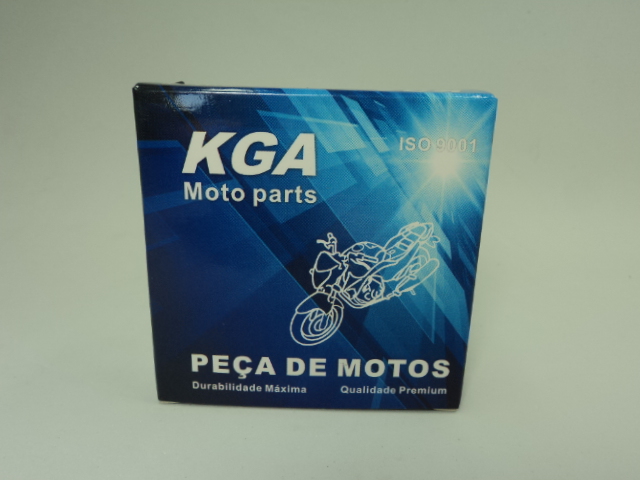 KGA
Moto parts
ISO 9001
PEÇA DE MOTOS
Durabilidade Máxima Qualidade Premium